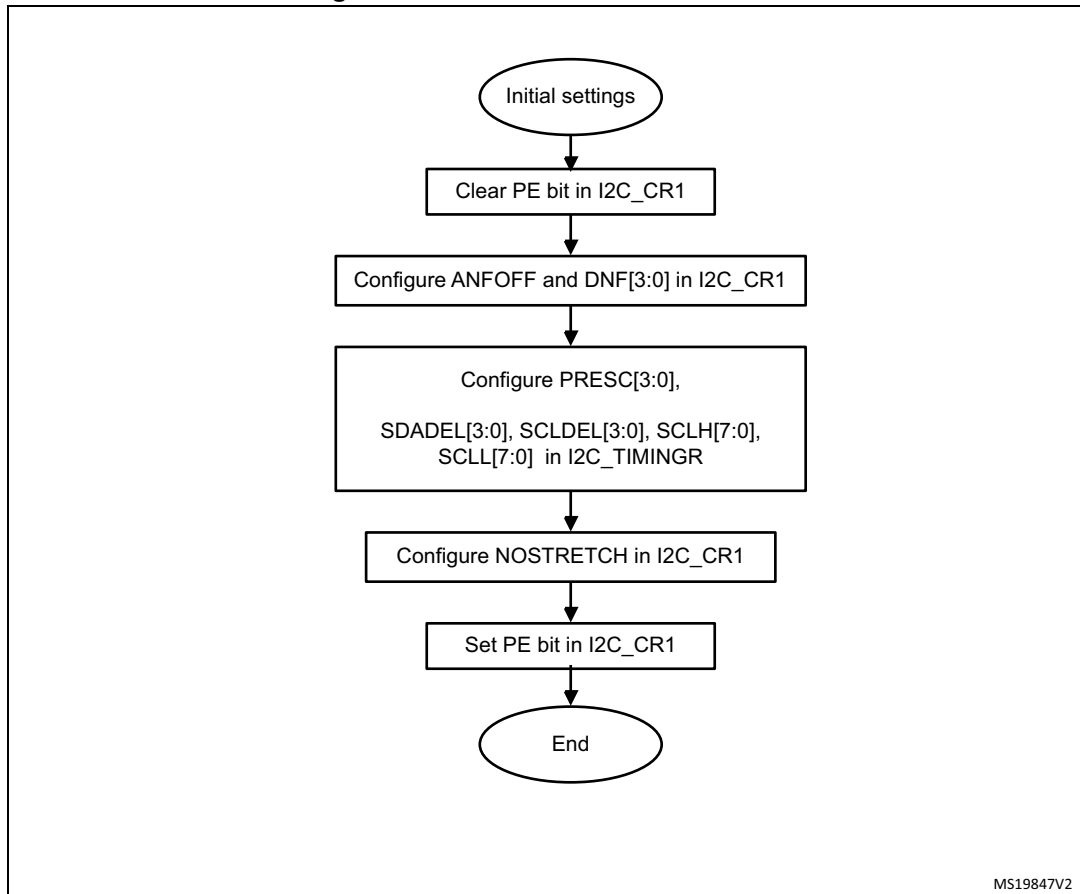 Initial settings
Clear PE bit in I2C_CR1
Configure ANFOFF and DNF[3:0] in I2C_CR1
Configure PRESC[3:0],
SDADEL[3:0], SCLDEL[3:0], SCLH[7:0],
SCLL[7:0] in I2C_TIMINGR
Configure NOSTRETCH in I2C_CR1
Set PE bit in I2C_CR1
End
MS19847V2